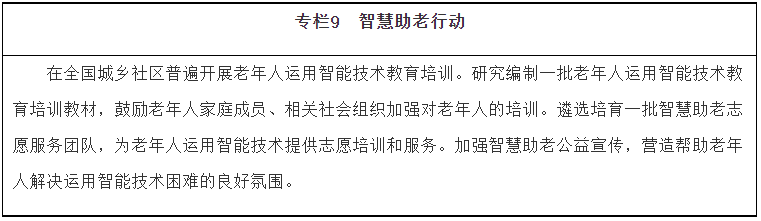 专栏9　智慧助老行动
在全国城乡社区普遍开展老年人运用智能技术教育培训。研究编制一批老年人运用智能技术教
育培训教材，鼓励老年人家庭成员、相关社会组织加强对老年人的培训。遴选培育一批智慧助老志
愿服务团队，为老年人运用智能技术提供志愿培训和服务。加强智慧助老公益宣传，营造帮助老年
人解决运用智能技术困难的良好氛围。